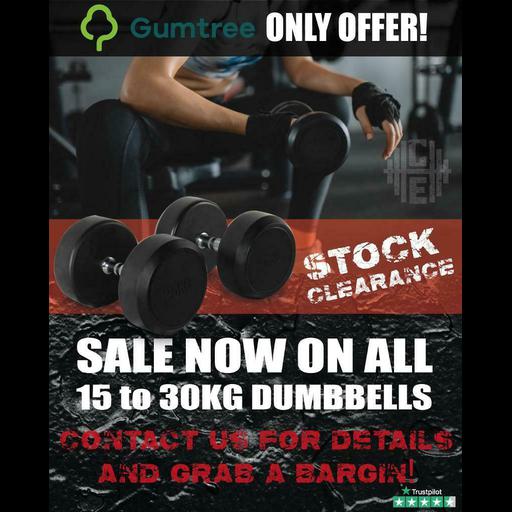 Gumtree ONLY OFFER!
C
E
STOCK
CLEARANCE
SALE NOW ON ALL
15 to 30KG DUMBBELLS
CONTACT US FOR DETAILS
AND GRAB A BARGIN!
Trustpilot